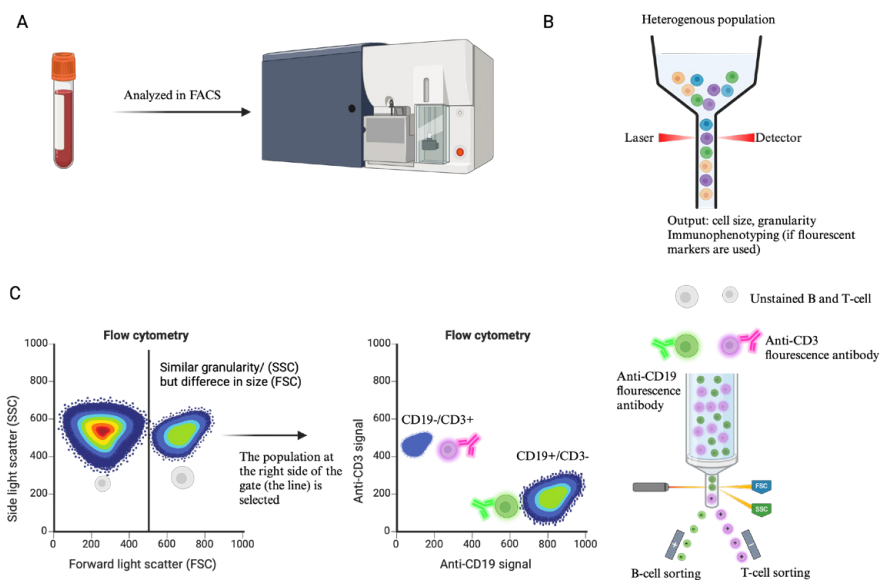 A
Analyzed in FACS
B
Heterogenous population
Laser
Detector
Output: cell size, granularity
Immunophenotyping (if flourescent
markers are used)
C
Flow cytometry
Side light scatter (SSC)
1000
800
600
400
200
0
0
200
400
600
800
1000
Forward light scatter (FSC)
Similar granularity/ (SSC)
but differece in size (FSC)
The population at
the right side of the
gate (the line) is
selected
Flow cytometry
Anti-CD3 signal
1000
800
600
400
200
0
0
200
400
600
800
1000
Anti-CD19 signal
CD19-/CD3+
CD19+/CD3-
Unstained B and T-cell
Anti-CD3
flourescence antibody
Anti-CD19
flourescence
antibody
FSC
SSC
B-cell sorting
T-cell sorting